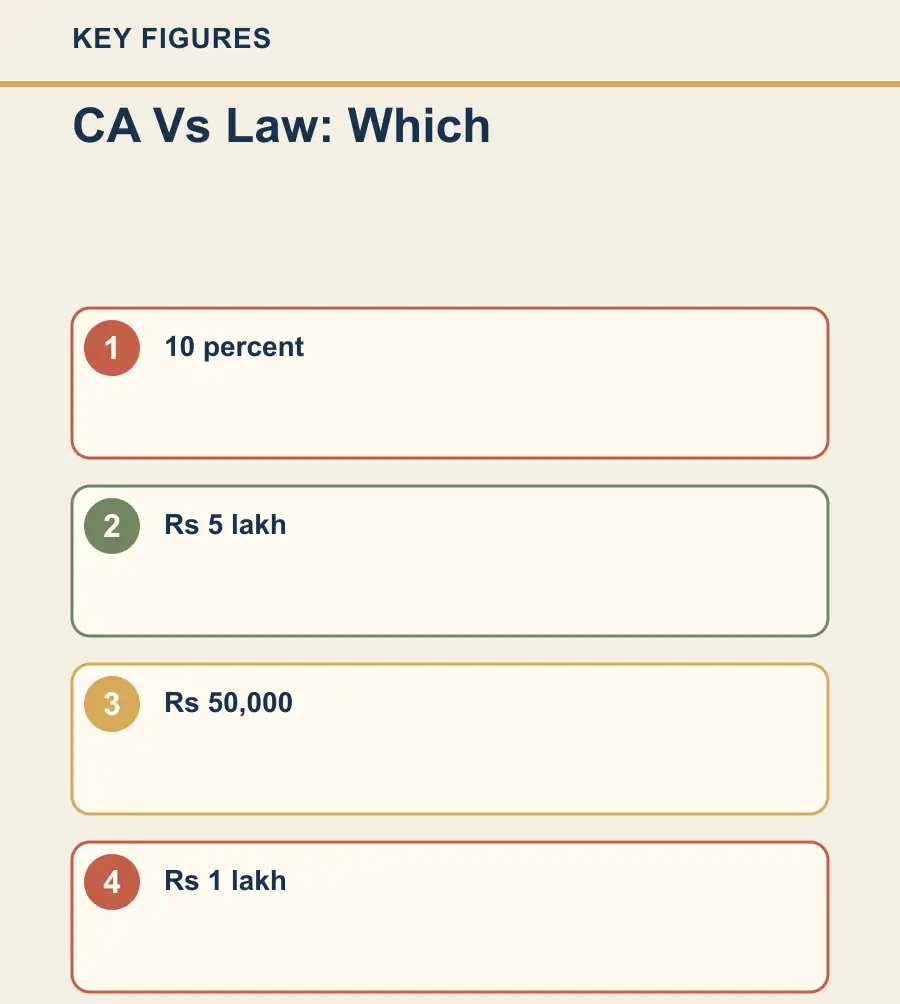 KEY FIGURES
CA Vs Law: Which
1 10 percent
2 Rs 5 lakh
3 Rs 50,000
4 Rs 1 lakh